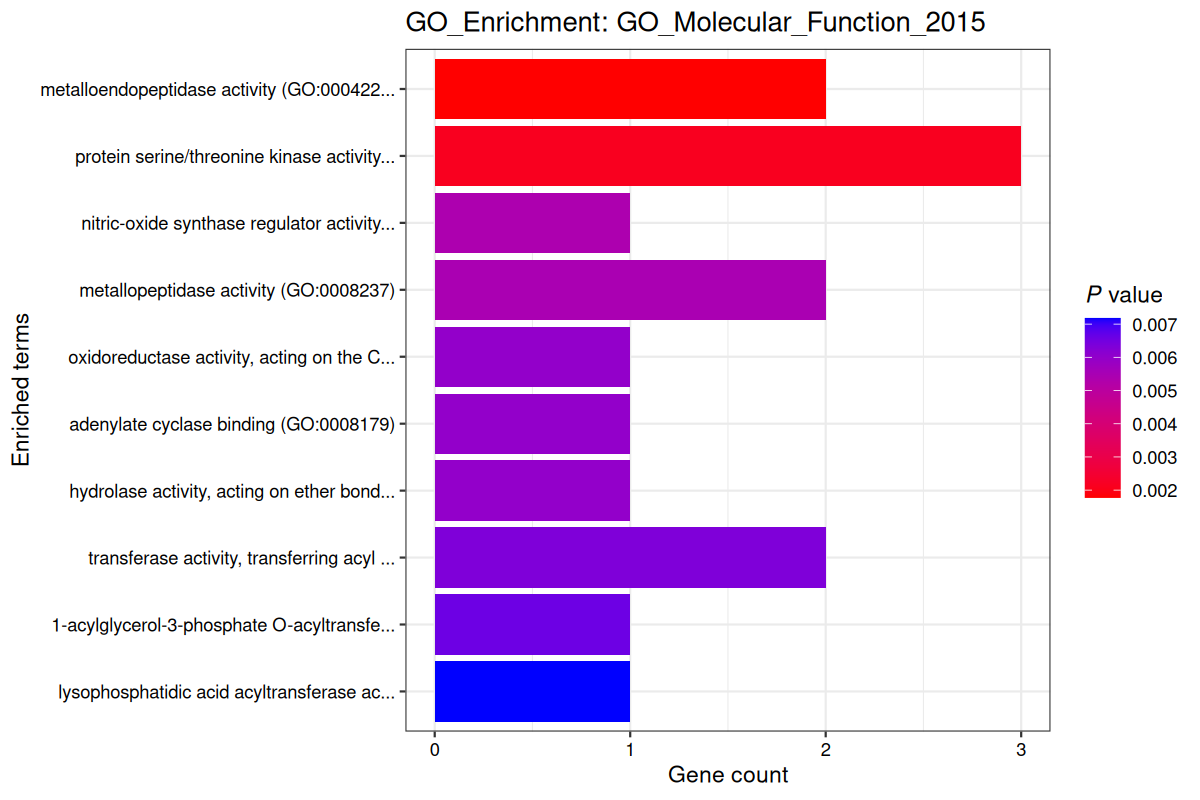 GO_Enrichment: GO_Molecular_Function_2015
metalloendopeptidase activity (GO:000422...
protein serine/threonine kinase activity...
nitric-oxide synthase regulator activity...
metallopeptidase activity (GO:0008237)
oxidoreductase activity, acting on the C...
adenylate cyclase binding (GO:0008179)
hydrolase activity, acting on ether bond...
transferase activity, transferring acyl ...
1-acylglycerol-3-phosphate O-acyltransfe...
lysophosphatidic acid acyltransferase ac...
Enriched terms
0 1 2 3
Gene count
P value
0.007
0.006
0.005
0.004
0.003
0.002